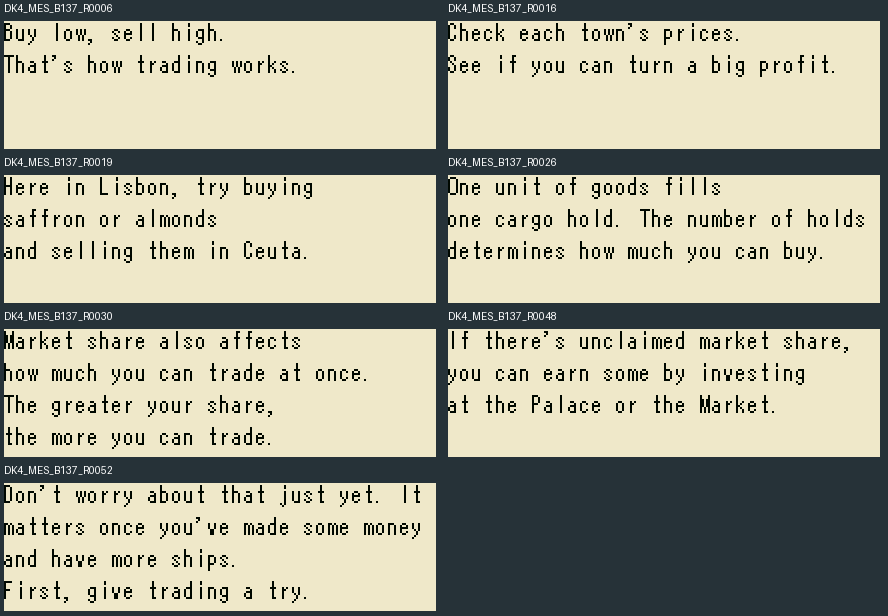 DK4_MES_B137_R0006
Buy low, sell high.
That's how trading works.
DK4_MES_B137_R0016
Check each town's prices.
See if you can turn a big profit.
DK4_MES_B137_R0019
Here in Lisbon, try buying
saffron or almonds
and selling them in Ceuta.
DK4_MES_B137_R0026
One unit of goods fills
one cargo hold. The number of holds
determines how much you can buy.
DK4_MES_B137_R0030
Market share also affects
how much you can trade at once.
The greater your share,
the more you can trade.
DK4_MES_B137_R0048
If there's unclaimed market share,
you can earn some by investing
at the Palace or the Market.
DK4_MES_B137_R0052
Don't worry about that just yet. It
matters once you've made some money
and have more ships.
First, give trading a try.